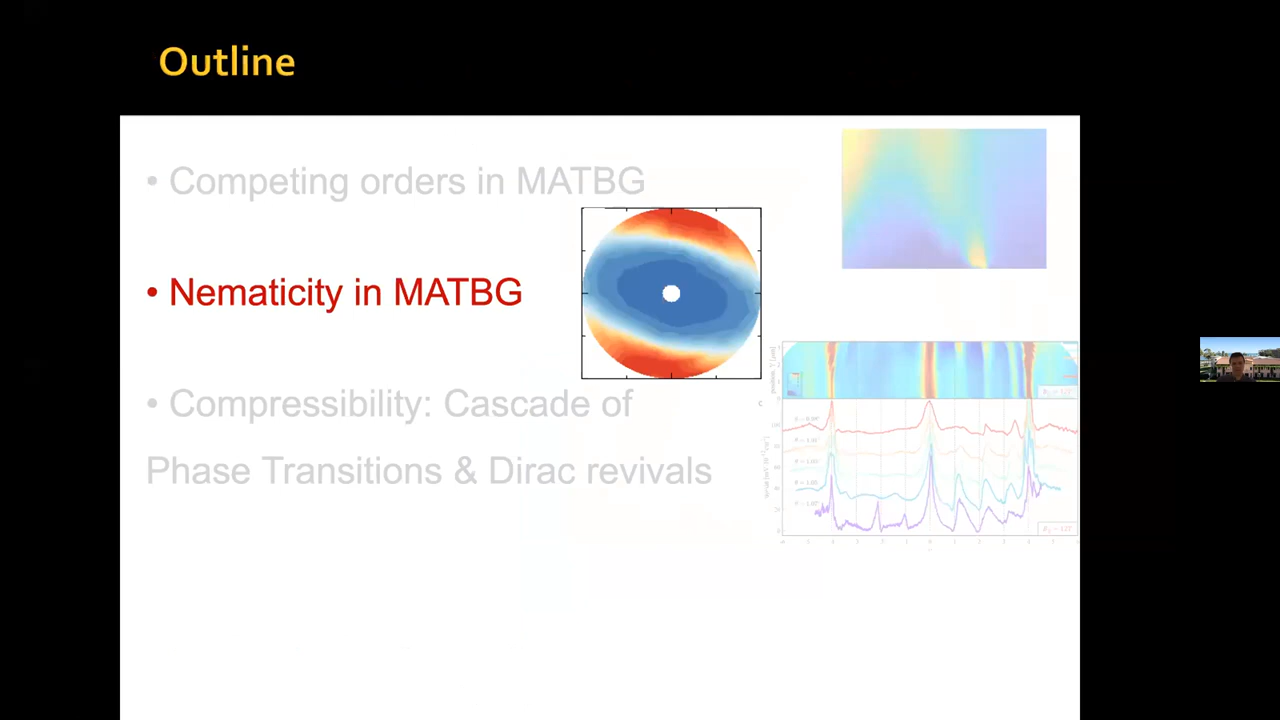 Outline
• Competing orders in MATBG
• Nematicity in MATBG
• Compressibility: Cascade of
Phase Transitions & Dirac revivals